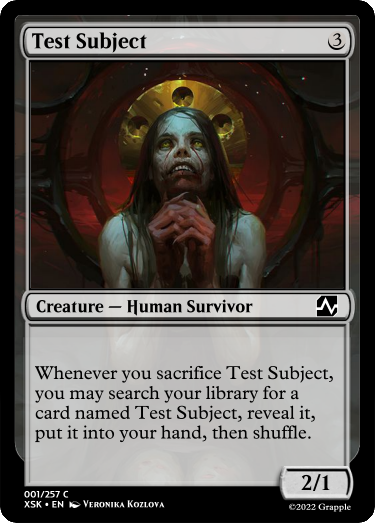 Test Subject 3
Creature — Human Survivor
Whenever you sacrifice Test Subject,
you may search your library for a
card named Test Subject, reveal it,
put it into your hand, then shuffle.
2/1
001/257 C
XSK • EN Veronika Kozlova
©2022 Grapple